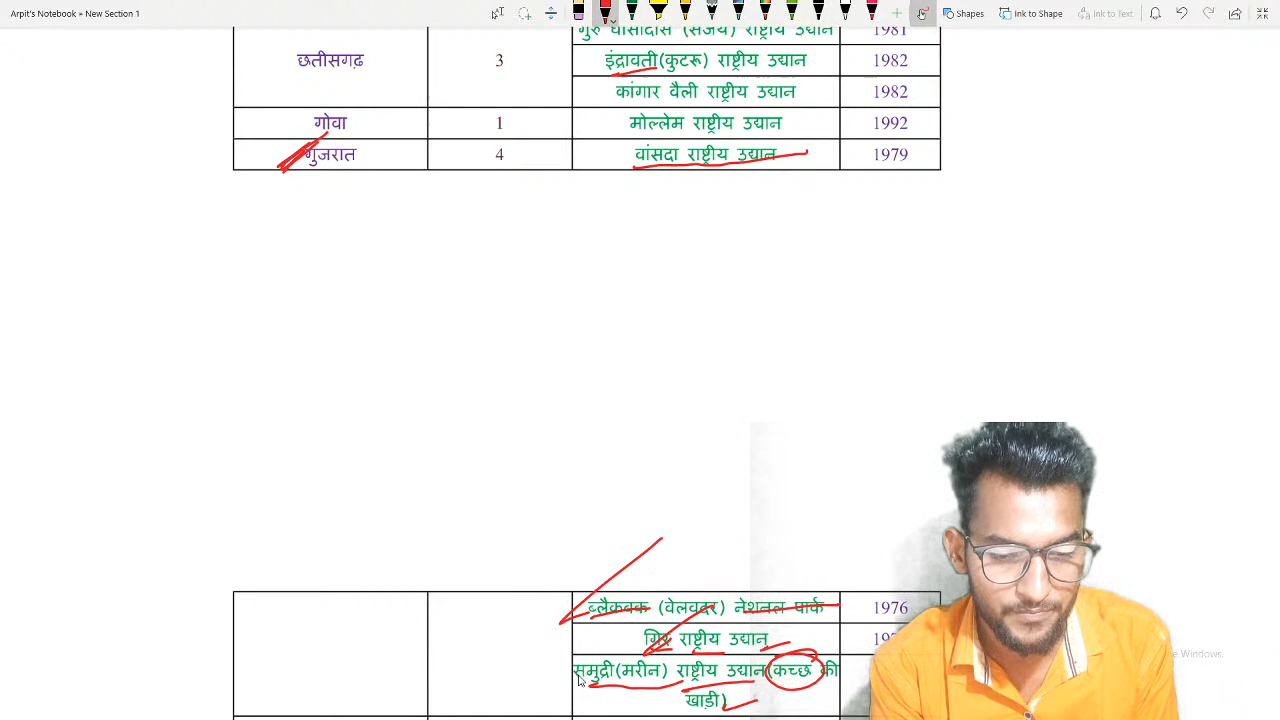 Arpit's Notebook » New Section 1
Shapes Ink to Shape Ink to Text
गुरु घासीदास (संजय) राष्ट्रीय उद्यान 1981
छतीसगढ़ 3 इंद्रावती(कुटरू) राष्ट्रीय उद्यान 1982
कांगार वैली राष्ट्रीय उद्यान 1982
गोवा 1 मोल्लेम राष्ट्रीय उद्यान 1992
गुजरात 4 वांसदा राष्ट्रीय उद्यान 1979
ब्लैकबक (वेलवदर) नेशनल पार्क 1976
गिर राष्ट्रीय उद्यान
समुद्री(मरीन) राष्ट्रीय उद्यान(कच्छ की
खाड़ी)
Windows.